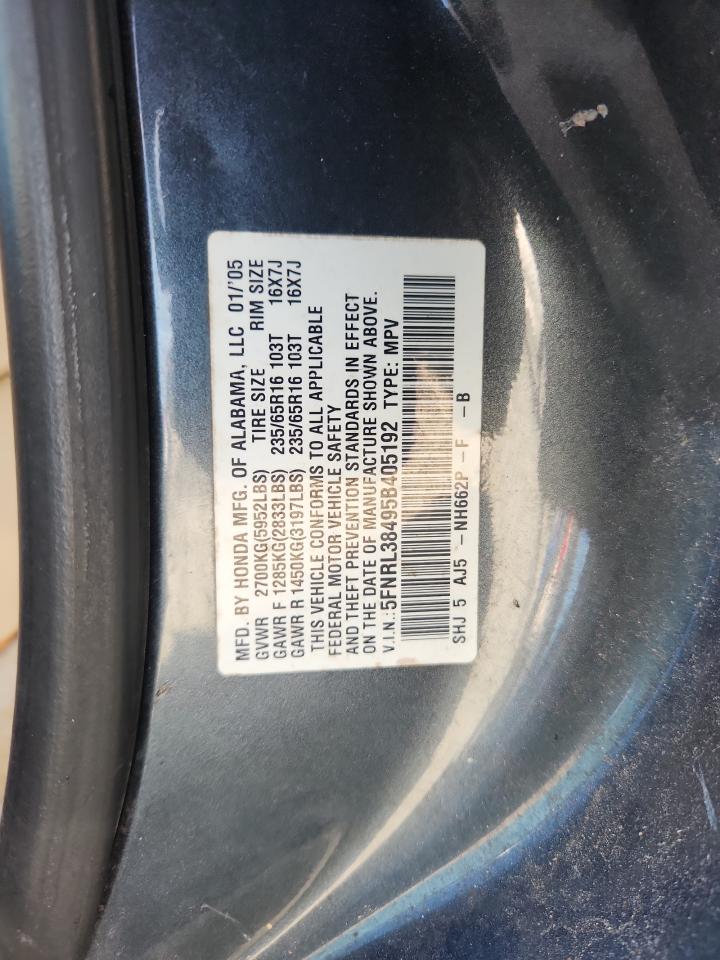 MFD. BY HONDA MFG. OF ALABAMA, LLC 01/'05
GVWR 2700KG(5952LBS) TIRE SIZE RIM SIZE
GAWR F 1285KG(2833LBS) 235/65R16 103T 16X7J
GAWR R 1450KG(3197LBS) 235/65R16 103T 16X7J
THIS VEHICLE CONFORMS TO ALL APPLICABLE
FEDERAL MOTOR VEHICLE SAFETY
AND THEFT PREVENTION STANDARDS IN EFFECT
ON THE DATE OF MANUFACTURE SHOWN ABOVE.
V.I.N.:5FNRL38495B405192 TYPE: MPV
SHJ 5 AJ5 -NH662P -F -B